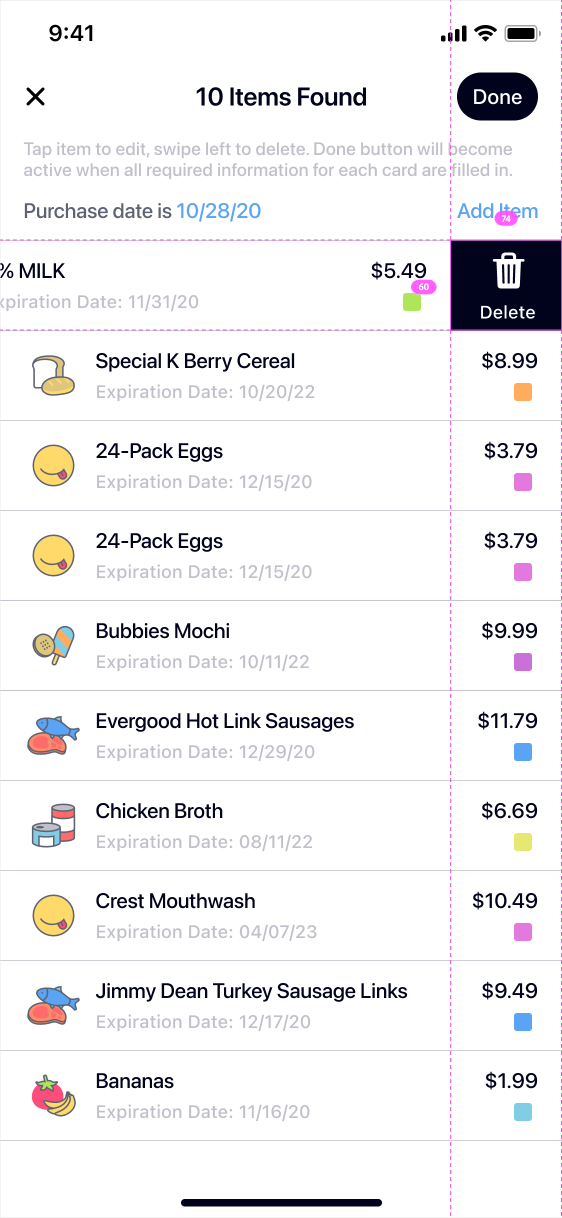 9:41
10 Items Found
Done
Tap item to edit, swipe left to delete. Done button will become
active when all required information for each card are filled in.
Purchase date is 10/28/20
Add Item
74
% MILK
$5.49
60
xpiration Date: 11/31/20
Delete
Special K Berry Cereal
$8.99
Expiration Date: 10/20/22
24-Pack Eggs
$3.79
Expiration Date: 12/15/20
24-Pack Eggs
$3.79
Expiration Date: 12/15/20
Bubbies Mochi
$9.99
Expiration Date: 10/11/22
Evergood Hot Link Sausages
$11.79
Expiration Date: 12/29/20
Chicken Broth
$6.69
Expiration Date: 08/11/22
Crest Mouthwash
$10.49
Expiration Date: 04/07/23
Jimmy Dean Turkey Sausage Links
$9.49
Expiration Date: 12/17/20
Bananas
$1.99
Expiration Date: 11/16/20